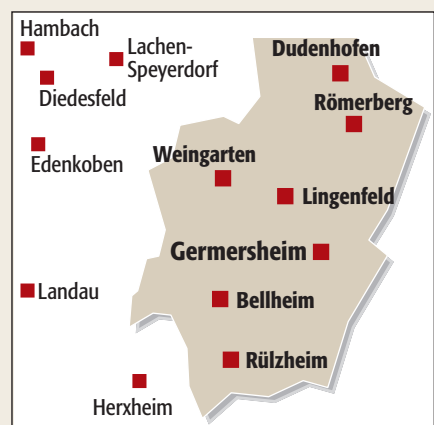 Hambach
Lachen-
Speyerdorf
Dudenhofen
Diedesfeld
Römerberg
Edenkoben
Weingarten
Lingenfeld
Germersheim
Landau
Bellheim
Rülzheim
Herxheim